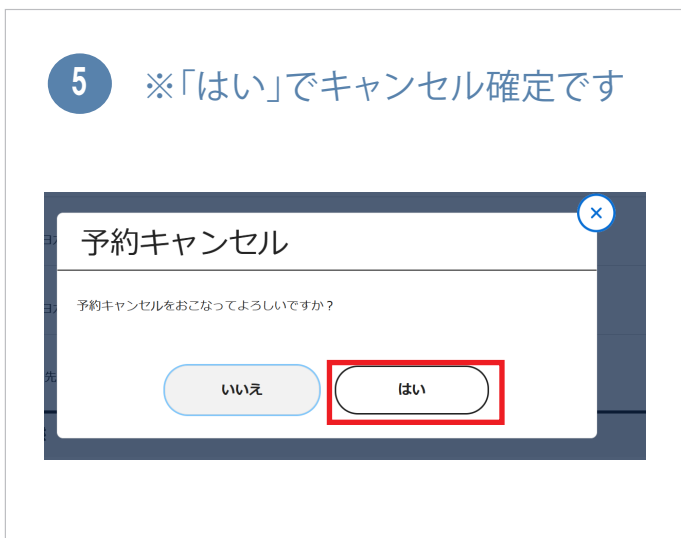 5 ※「はい」でキャンセル確定です
予約キャンセル
予約キャンセルをおこなってよろしいですか？
いいえ はい